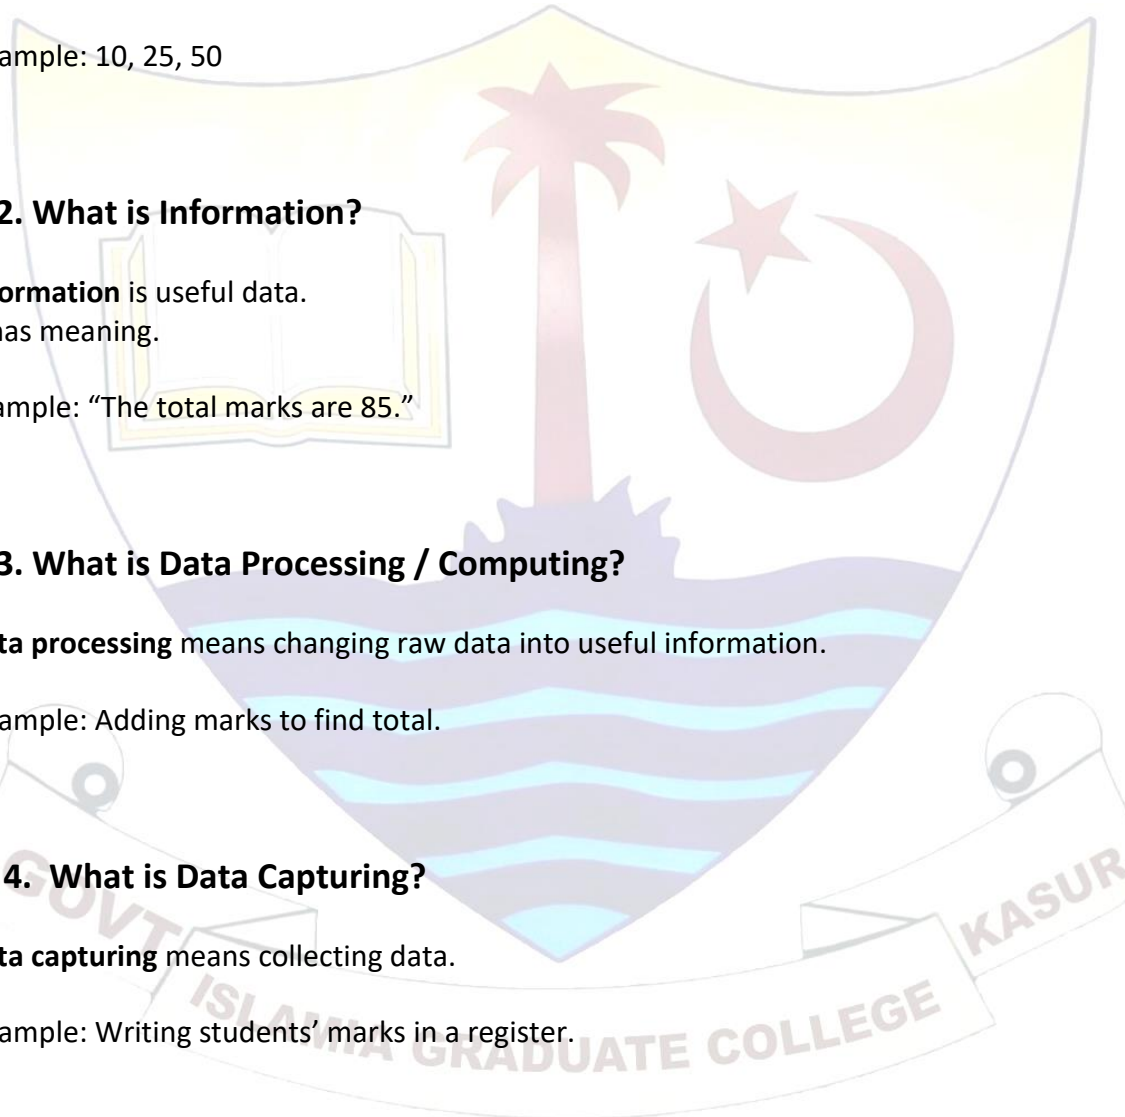 ample: 10, 25, 50
2. What is Information?
ormation is useful data.
has meaning.
ample: “The total marks are 85.”
3. What is Data Processing / Computing?
ta processing means changing raw data into useful information.
ample: Adding marks to find total.
4. What is Data Capturing?
ta capturing means collecting data.
ample: Writing students’ marks in a register.
GOVT ISLAMIA GRADUATE COLLEGE KASUR